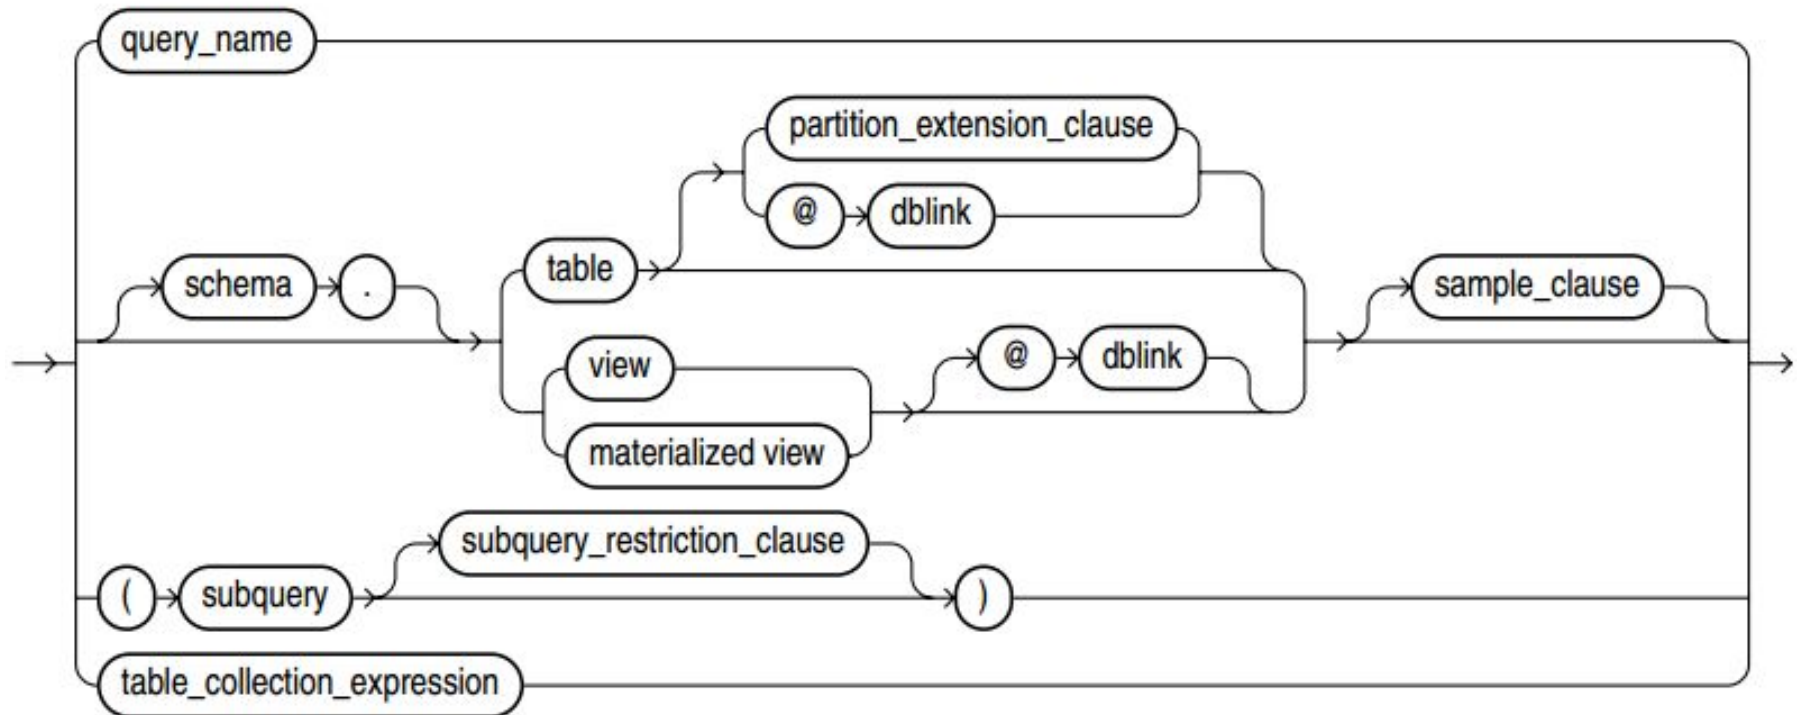 query_name
partition_extension_clause
@ dblink
table
schema .
sample_clause
view
@ dblink
materialized view
subquery_restriction_clause
( subquery )
table_collection_expression